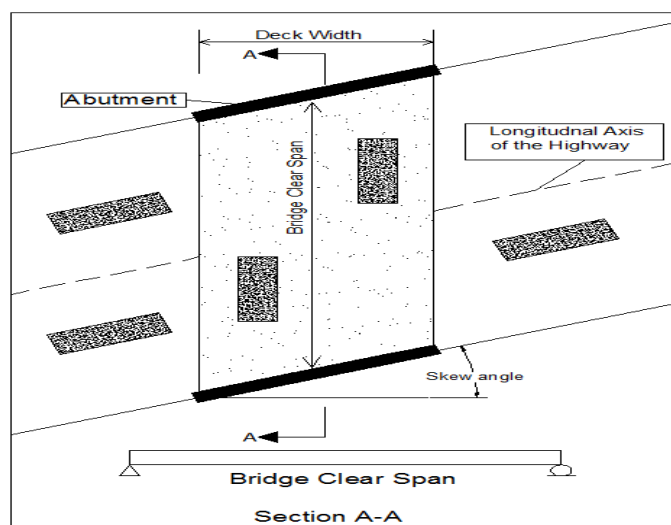 Deck Width
A
Abutment
Bridge Clear Span
Longitudnal Axis
of the Highway
Skew angle
A
Bridge Clear Span
Section A-A